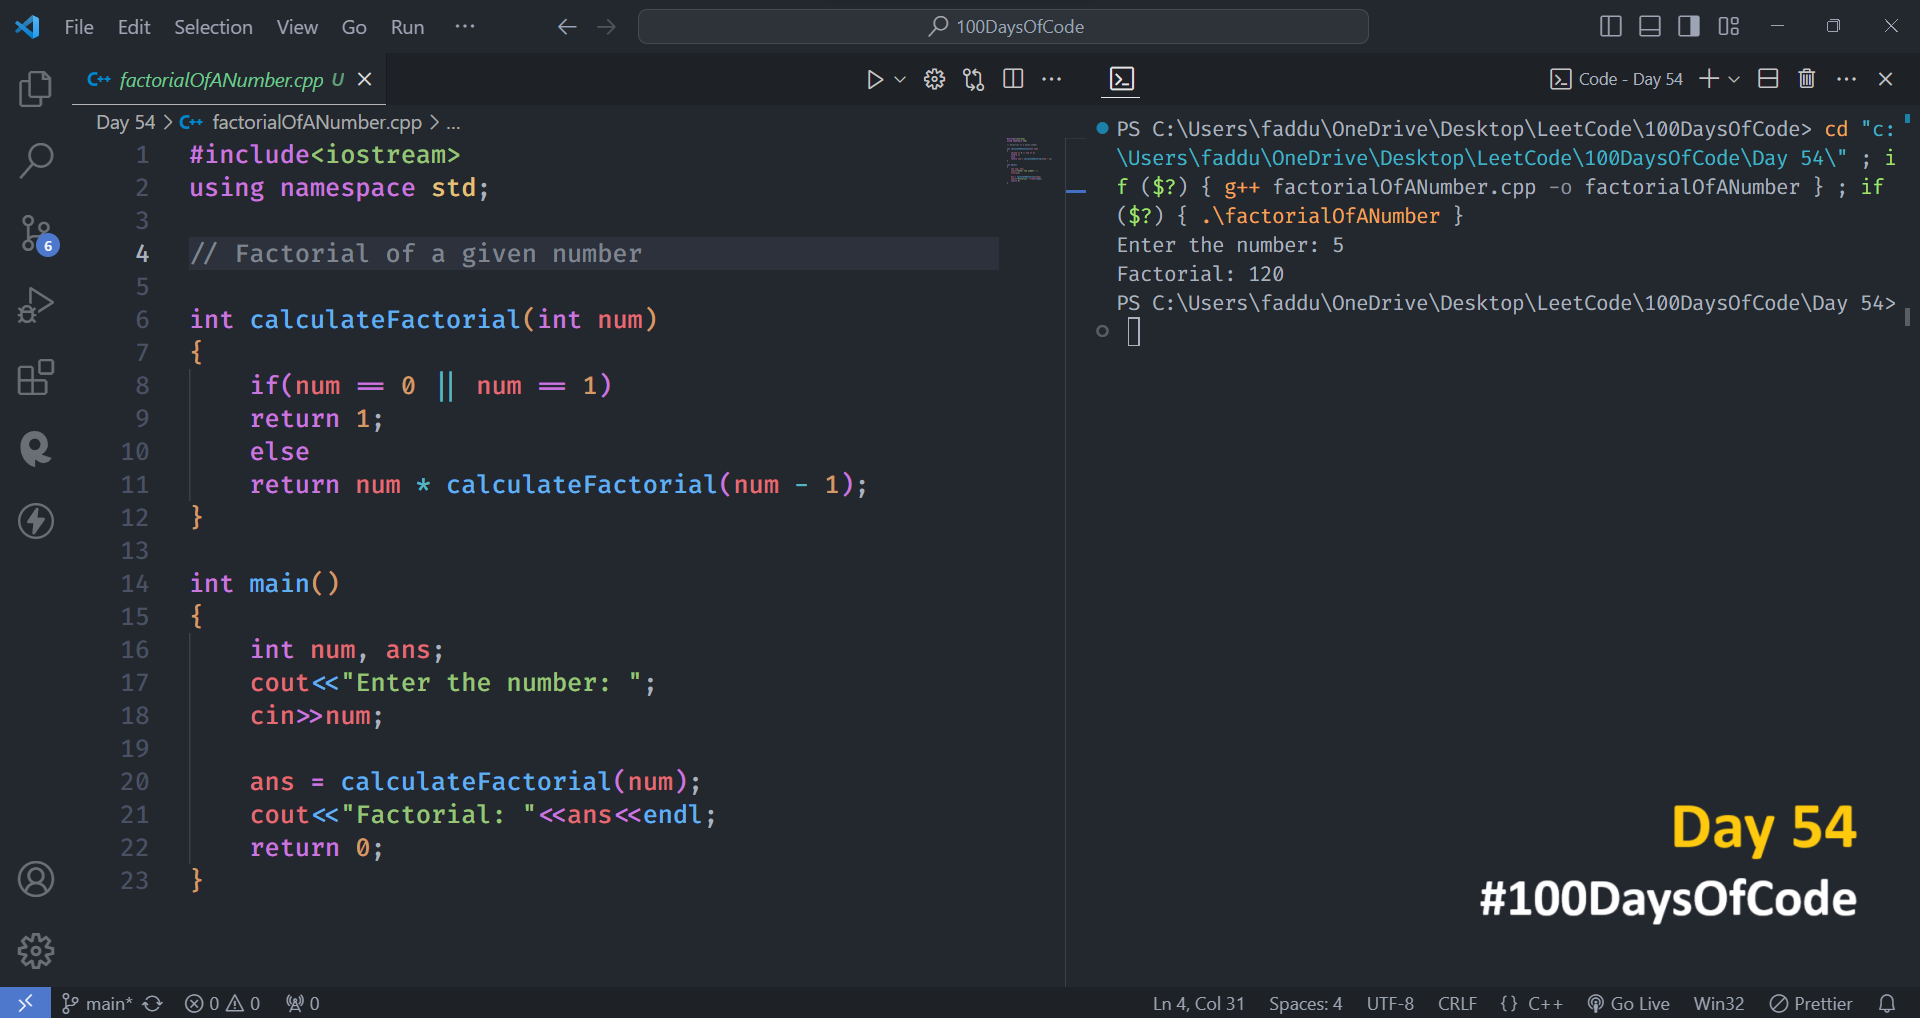 File Edit Selection View Go Run ··· 100DaysOfCode
C++ factorialOfANumber.cpp U
Code - Day 54
Day 54 > C++ factorialOfANumber.cpp > ...
1 #include<iostream>
2 using namespace std;
3
4 // Factorial of a given number
5
6 int calculateFactorial(int num)
7 {
8 if(num == 0 || num == 1)
9 return 1;
10 else
11 return num * calculateFactorial(num - 1);
12 }
13
14 int main()
15 {
16 int num, ans;
17 cout<<"Enter the number: ";
18 cin>>num;
19
20 ans = calculateFactorial(num);
21 cout<<"Factorial: "<<ans<<endl;
22 return 0;
23 }
PS C:\Users\faddu\OneDrive\Desktop\LeetCode\100DaysOfCode> cd "c:
\Users\faddu\OneDrive\Desktop\LeetCode\100DaysOfCode\Day 54\" ; i
f ($?) { g++ factorialOfANumber.cpp -o factorialOfANumber } ; if
($?) { .\factorialOfANumber }
Enter the number: 5
Factorial: 120
PS C:\Users\faddu\OneDrive\Desktop\LeetCode\100DaysOfCode\Day 54>
6
Day 54
#100DaysOfCode
main* 0 0 0 Ln 4, Col 31 Spaces: 4 UTF-8 CRLF {} C++ Go Live Win32 Prettier